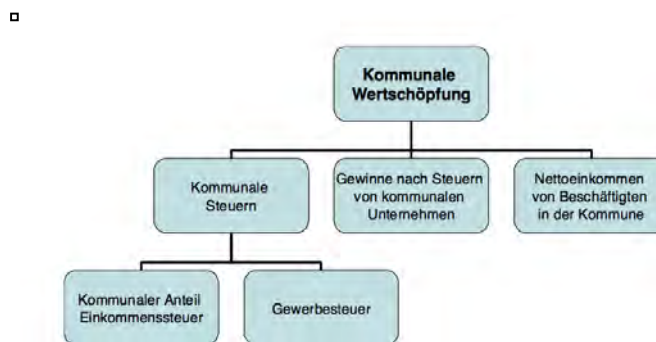 Kommunale
Wertschöpfung
Kommunale
Steuern
Gewinne nach Steuern
von kommunalen
Unternehmen
Nettoeinkommen
von Beschäftigten
in der Kommune
Kommunaler Anteil
Einkommenssteuer
Gewerbesteuer